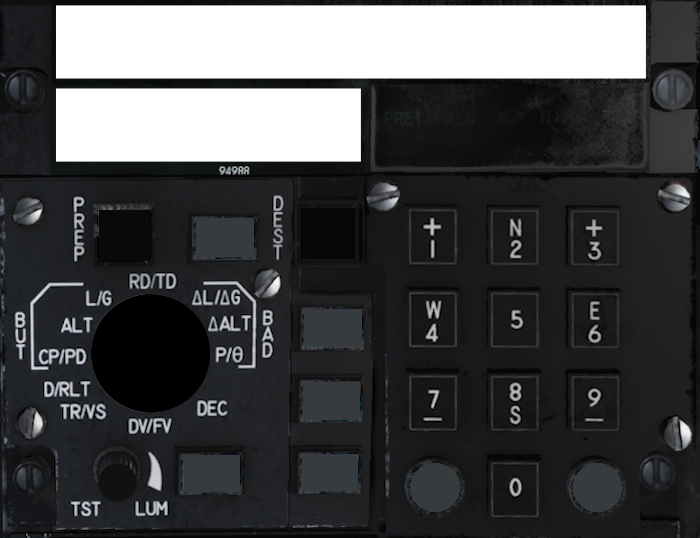 94988
PREP
DEST
+
1
N
2
+
3
RD/TD
L/G
ΔL/ΔG
BUT
ALT
ΔALT
BAD
CP/PD
P/θ
W
4
5
E
6
D/RLT
TR/VS
DEC
DV/FV
7
—
8
S
9
—
0
TST
LUM